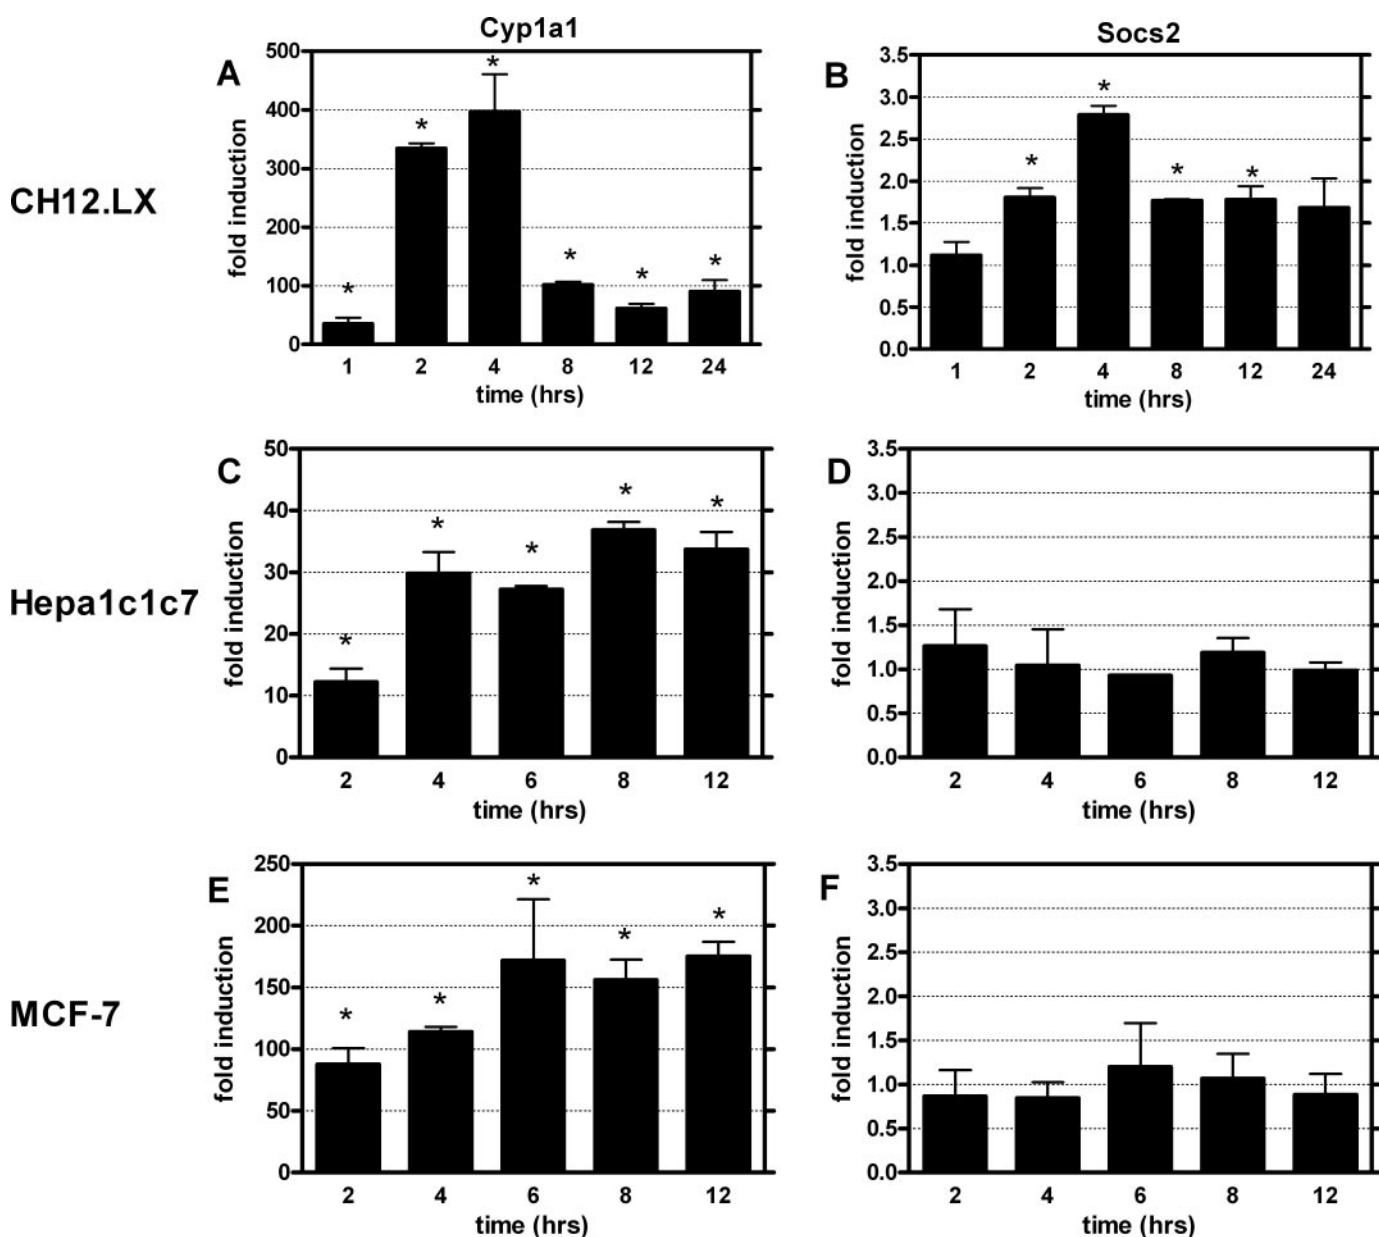 Cyp1a1
Socs2
CH12.LX
A
fold induction
500
400
300
200
100
0
* * * * * *
1 2 4 8 12 24
time (hrs)
B
fold induction
3.5
3.0
2.5
2.0
1.5
1.0
0.5
0.0
* * * *
1 2 4 8 12 24
time (hrs)
Hepa1c1c7
C
fold induction
50
40
30
20
10
0
* * * * *
2 4 6 8 12
time (hrs)
D
fold induction
3.5
3.0
2.5
2.0
1.5
1.0
0.5
0.0
2 4 6 8 12
time (hrs)
MCF-7
E
fold induction
250
200
150
100
50
0
* * * * *
2 4 6 8 12
time (hrs)
F
fold induction
3.5
3.0
2.5
2.0
1.5
1.0
0.5
0.0
2 4 6 8 12
time (hrs)